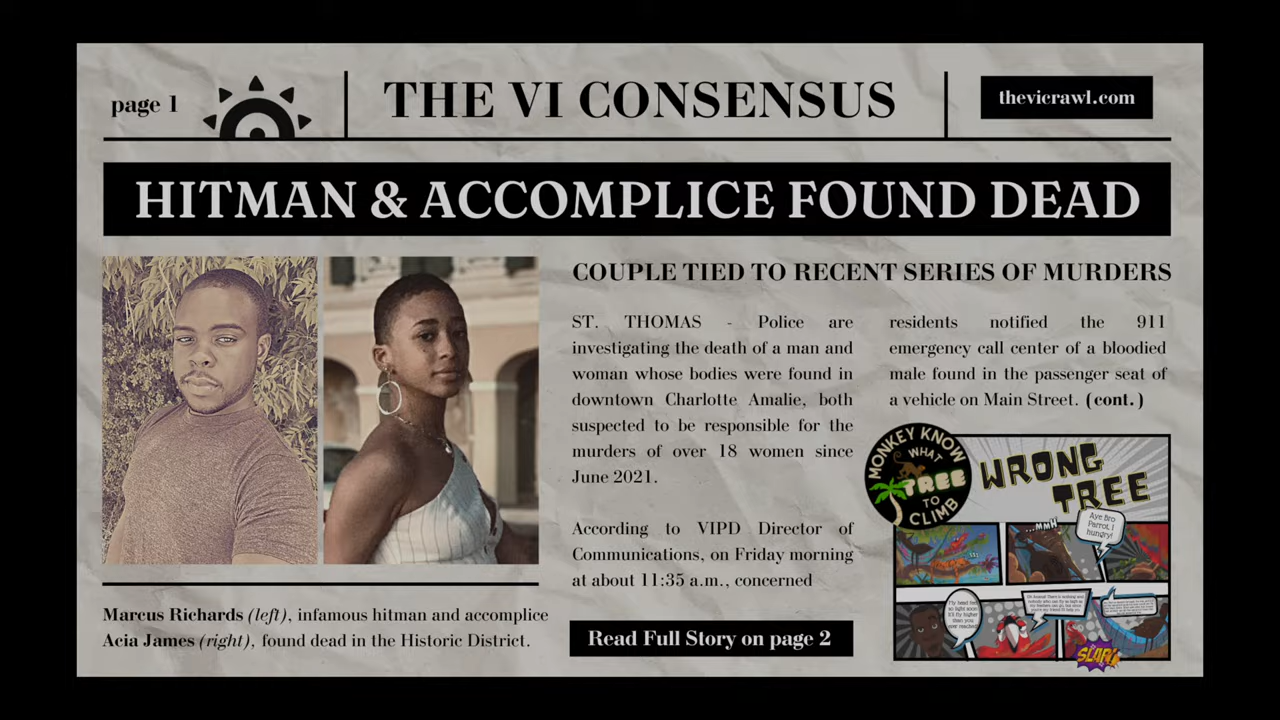 page 1
THE VI CONSENSUS
thevicrawl.com
HITMAN & ACCOMPLICE FOUND DEAD
COUPLE TIED TO RECENT SERIES OF MURDERS
ST. THOMAS - Police are
investigating the death of a man and
woman whose bodies were found in
downtown Charlotte Amalie, both
suspected to be responsible for the
murders of over 18 women since
June 2021.
According to VIPD Director of
Communications, on Friday morning
at about 11:35 a.m., concerned
residents notified the 911
emergency call center of a bloodied
male found in the passenger seat of
a vehicle on Main Street. (cont.)
Marcus Richards (left), infamous hitman and accomplice
Acia James (right), found dead in the Historic District.
Read Full Story on page 2
MONKEY KNOW
WHAT
TREE
TO
CLIMB
WRONG
TREE
...MMH
Aye Bro
Parrot, I
hungry!
SLAP!